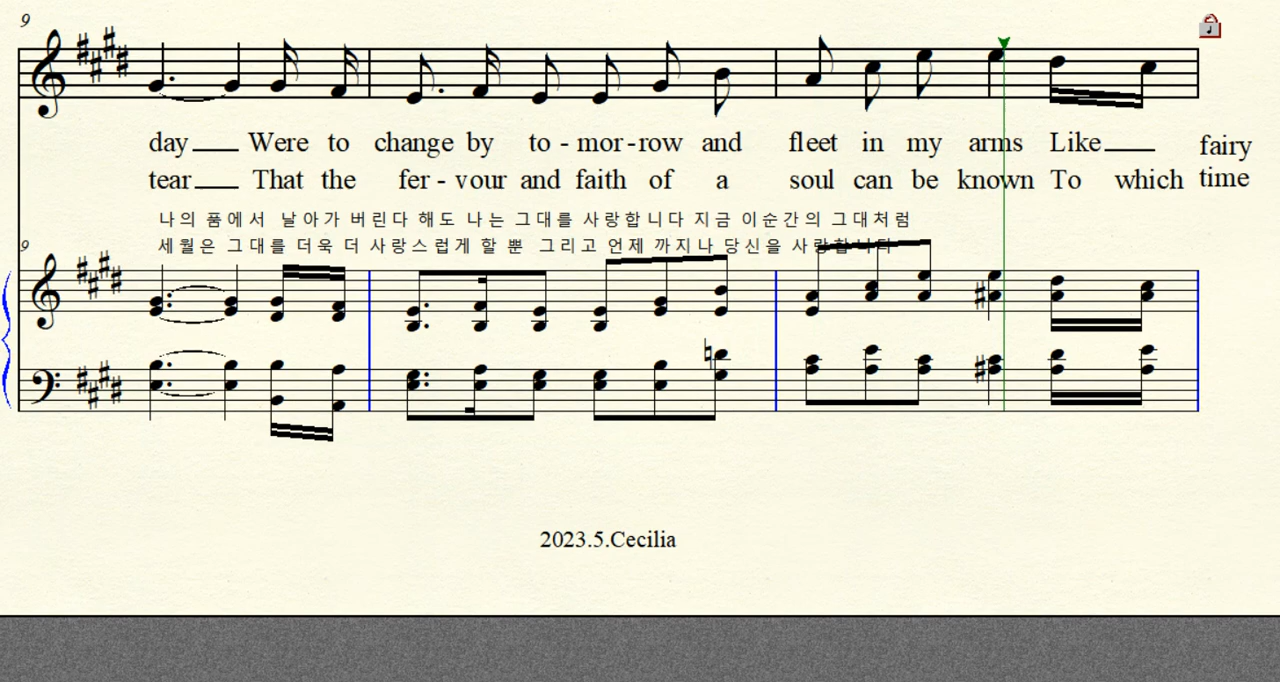 9
day Were to change by to - mor - row and fleet in my arms Like fairy
tear That the fer - vour and faith of a soul can be known To which time
나의 품에서 날아가 버린다 해도 나는 그대를 사랑합니다 지금 이순간의 그대처럼
9
세월은 그대를 더욱 더 사랑스럽게 할 뿐 그리고 언제 까지나 당신을 사랑합니다
2023.5.Cecilia